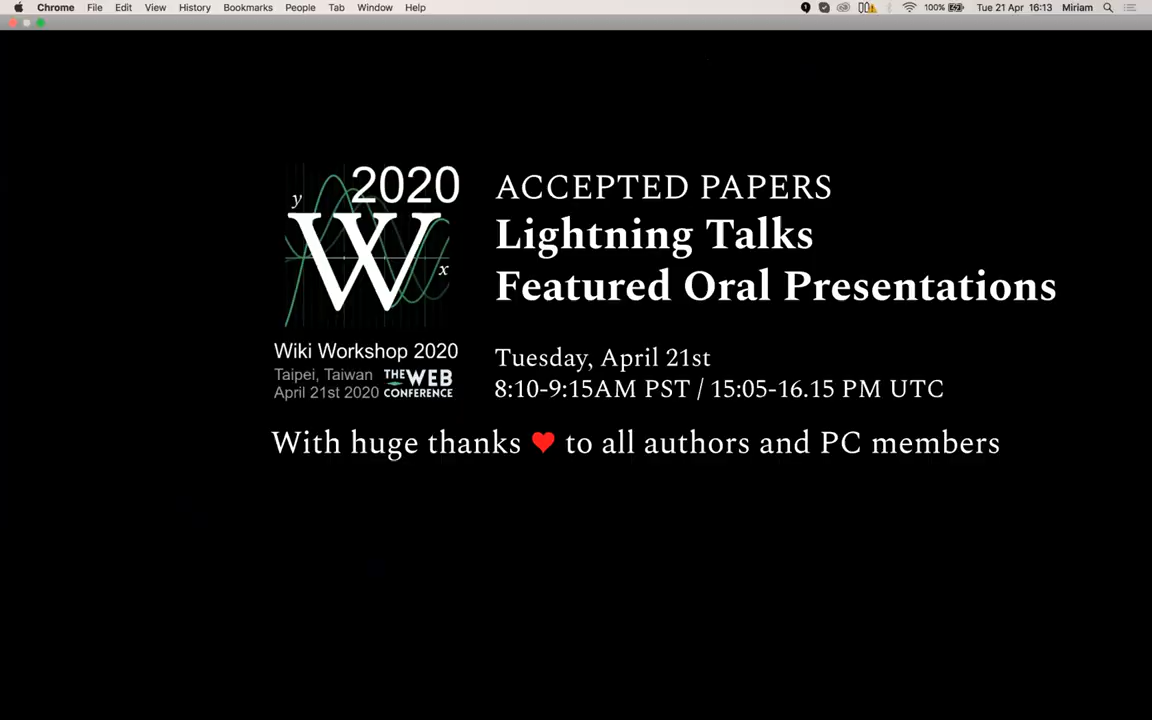 Chrome File Edit View History Bookmarks People Tab Window Help 100% Tue 21 Apr 16:13 Miriam
2020
y
W
x
Wiki Workshop 2020
Taipei, Taiwan
April 21st 2020
THE WEB
CONFERENCE
ACCEPTED PAPERS
Lightning Talks
Featured Oral Presentations
Tuesday, April 21st
8:10-9:15AM PST / 15:05-16.15 PM UTC
With huge thanks ❤ to all authors and PC members